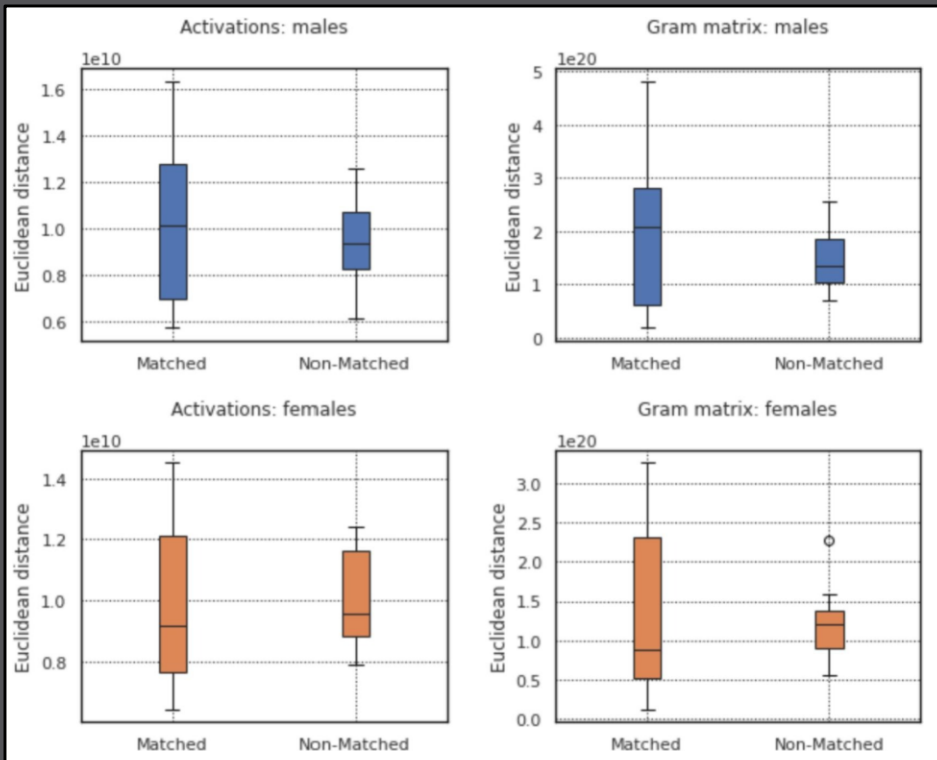 Activations: males
1e10
Euclidean distance
1.6
1.4
1.2
1.0
0.8
0.6
Matched
Non-Matched
Gram matrix: males
1e20
Euclidean distance
5
4
3
2
1
0
Matched
Non-Matched
Activations: females
1e10
Euclidean distance
1.4
1.2
1.0
0.8
Matched
Non-Matched
Gram matrix: females
1e20
Euclidean distance
3.0
2.5
2.0
1.5
1.0
0.5
0.0
Matched
Non-Matched